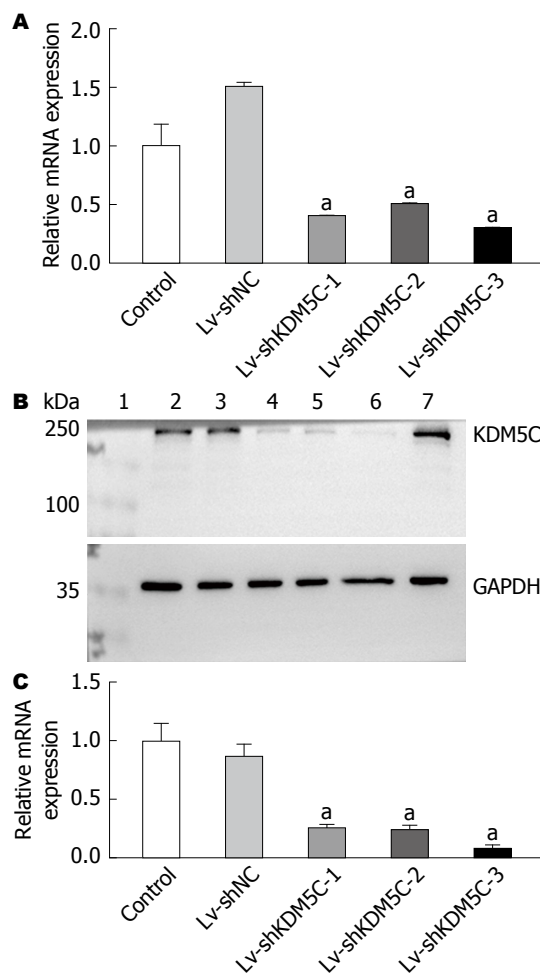 A
Relative mRNA expression
2.0
1.5
1.0
0.5
0.0
a a a
Control
Lv-shNC
Lv-shKDM5C-1
Lv-shKDM5C-2
Lv-shKDM5C-3
B kDa 1 2 3 4 5 6 7
250 KDM5C
100
35 GAPDH
C
Relative mRNA
expression
1.5
1.0
0.5
0.0
a a a
Control
Lv-shNC
Lv-shKDM5C-1
Lv-shKDM5C-2
Lv-shKDM5C-3